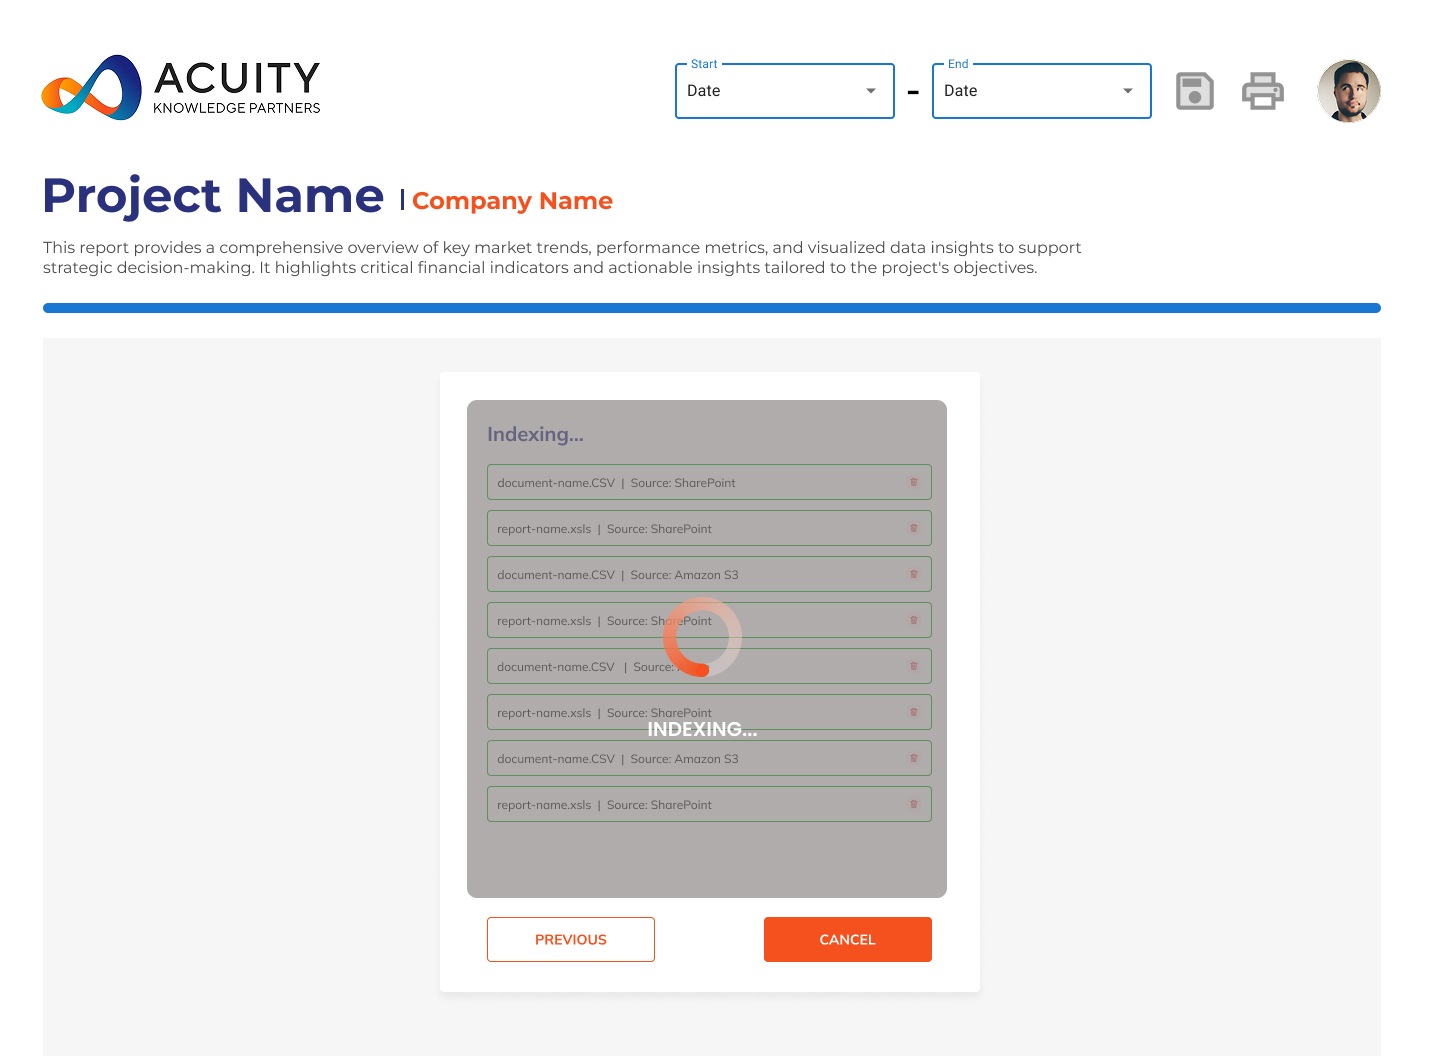 ACUITY
KNOWLEDGE PARTNERS
Start
Date
-
End
Date
Project Name | Company Name
This report provides a comprehensive overview of key market trends, performance metrics, and visualized data insights to support
strategic decision-making. It highlights critical financial indicators and actionable insights tailored to the project's objectives.
Indexing...
document-name.CSV | Source: SharePoint
report-name.xsls | Source: SharePoint
document-name.CSV | Source: Amazon S3
report-name.xsls | Source: SharePoint
document-name.CSV | Source:
report-name.xsls | Source: SharePoint
INDEXING...
document-name.CSV | Source: Amazon S3
report-name.xsls | Source: SharePoint
PREVIOUS
CANCEL